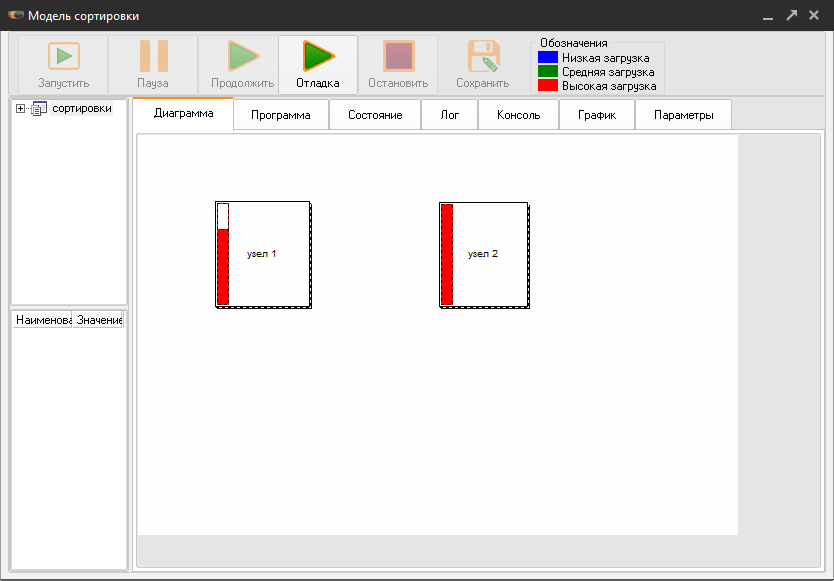 Модель сортировки
Запустить
Пауза
Продолжить
Отладка
Остановить
Сохранить
Обозначения
Низкая загрузка
Средняя загрузка
Высокая загрузка
сортировки
Диаграмма
Программа
Состояние
Лог
Консоль
График
Параметры
узел 1
узел 2
Наименова Значение